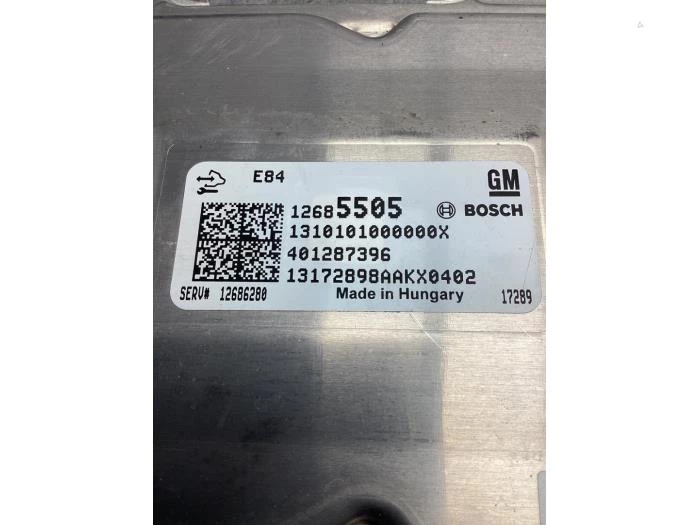 E84
GM
12685505 BOSCH
1310101000000X
401287396
13172898AAKX0402
SERV# 12686280 Made in Hungary 17289